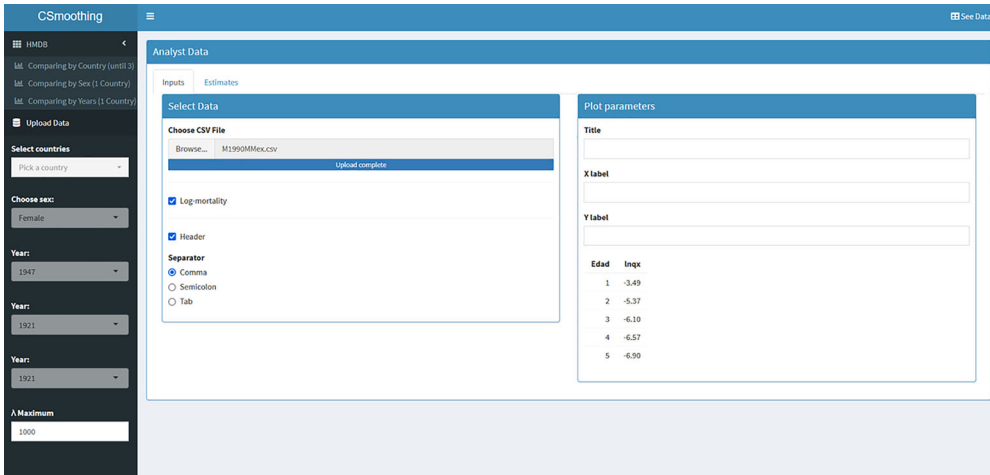 CSmoothing
See Data
HMDB
Comparing by Country (until 3)
Comparing by Sex (1 Country)
Comparing by Years (1 Country)
Upload Data
Select countries
Pick a country
Choose sex:
Female
Year:
1947
Year:
1921
Year:
1921
λ Maximum
1000
Analyst Data
Inputs Estimates
Select Data
Choose CSV File
Browse... M1990MMex.csv
Upload complete
Log-mortality
Header
Separator
Comma
Semicolon
Tab
Plot parameters
Title
X label
Y label
Edad lnqx
1 -3.49
2 -5.37
3 -6.10
4 -6.57
5 -6.90